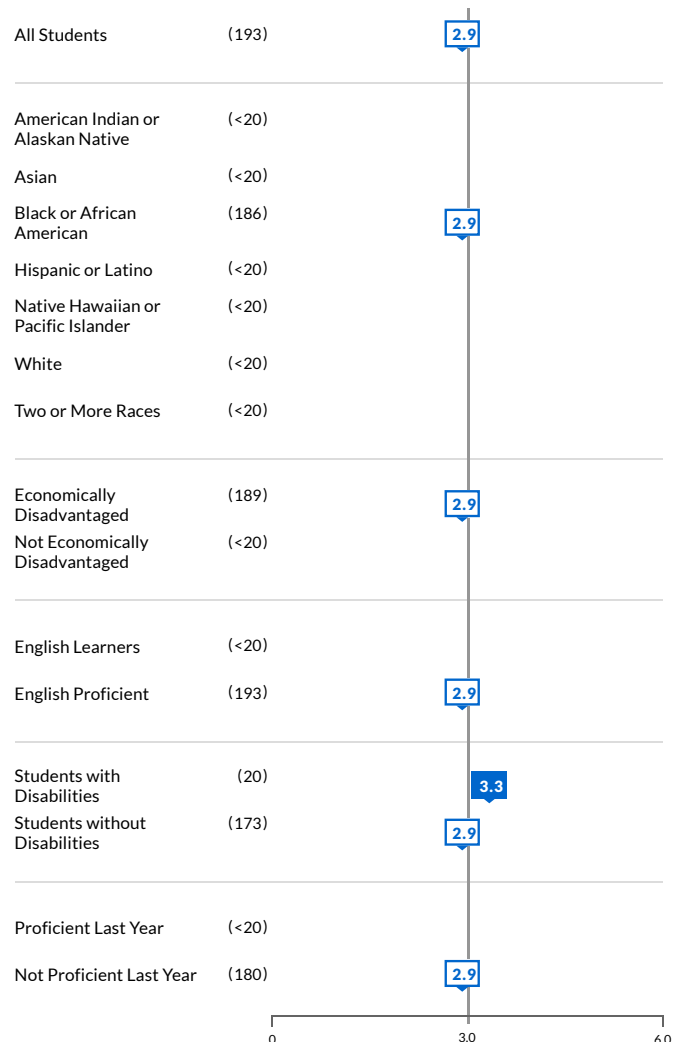 All Students (193) 2.9
American Indian or (<20)
Alaskan Native
Asian (<20)
Black or African (186) 2.9
American
Hispanic or Latino (<20)
Native Hawaiian or (<20)
Pacific Islander
White (<20)
Two or More Races (<20)
Economically (189) 2.9
Disadvantaged
Not Economically (<20)
Disadvantaged
English Learners (<20)
English Proficient (193) 2.9
Students with (20) 3.3
Disabilities
Students without (173) 2.9
Disabilities
Proficient Last Year (<20)
Not Proficient Last Year (180) 2.9
0 3.0 6.0